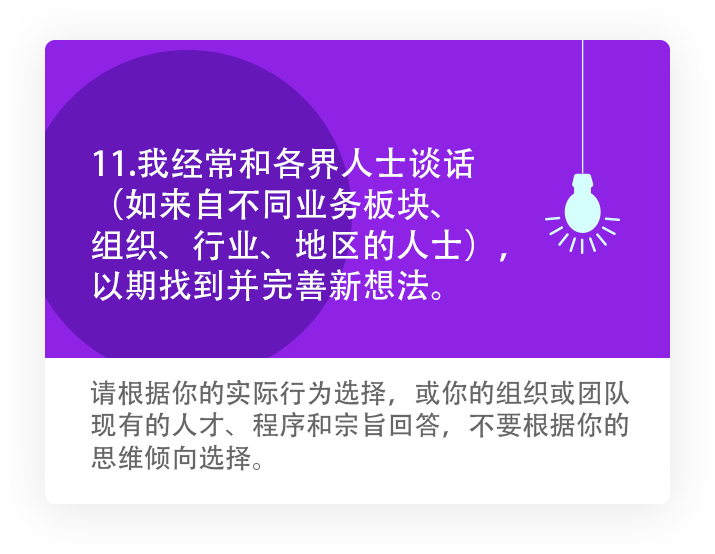 11.我经常和各界人士谈话
（如来自不同业务板块、
组织、行业、地区的人士），
以期找到并完善新想法。
请根据你的实际行为选择，或你的组织或团队
现有的人才、程序和宗旨回答，不要根据你的
思维倾向选择。